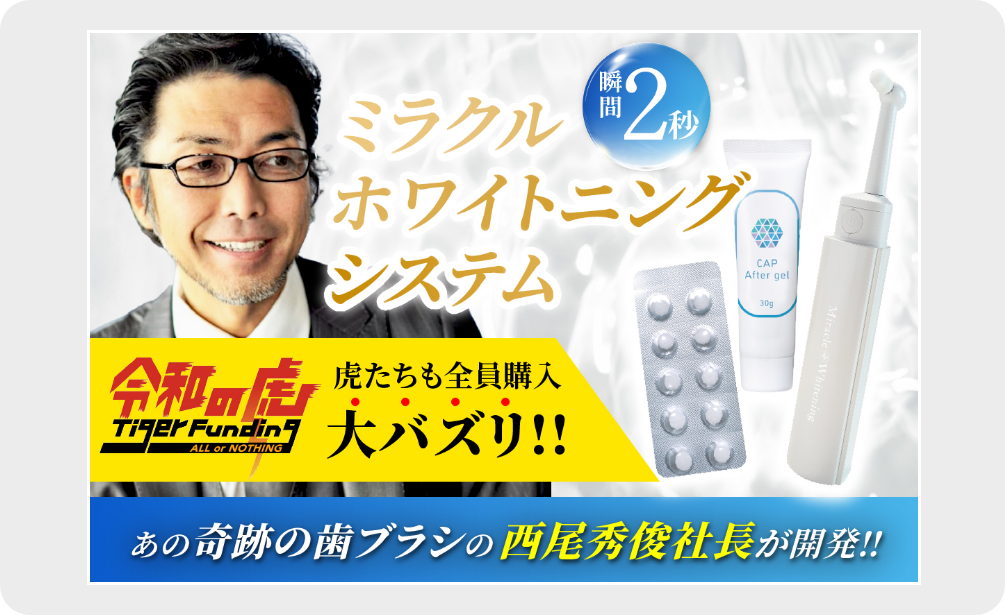 瞬間2秒
ミラクル
ホワイトニング
システム
CAP
After gel
30g
Miracle Whitening
令和の虎
Tiger Funding
ALL or NOTHING
虎たちも全員購入
大バズリ!!
あの奇跡の歯ブラシの西尾秀俊社長が開発!!